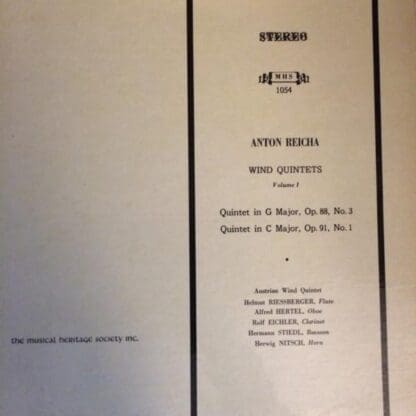 STEREO
MHS
1054
ANTON REICHA
WIND QUINTETS
Volume I
Quintet in G Major, Op. 88, No. 3
Quintet in C Major, Op. 91, No. 1
Austrian Wind Quintet
Helmut RIESSBERGER, Flute
Alfred HERTEL, Oboe
Rolf EICHLER, Clarinet
Hermann STIEDL, Bassoon
Herwig NITSCH, Horn
the musical heritage society inc.